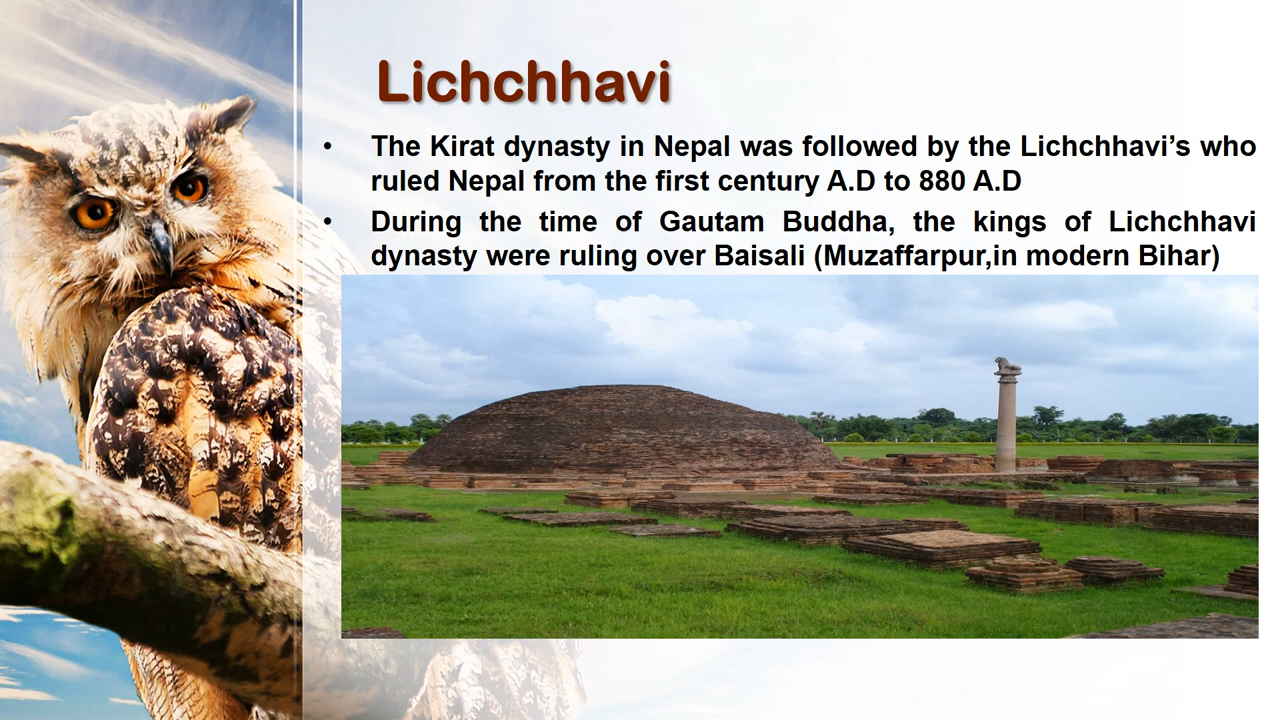 Lichchhavi
• The Kirat dynasty in Nepal was followed by the Lichchhavi’s who
ruled Nepal from the first century A.D to 880 A.D
• During the time of Gautam Buddha, the kings of Lichchhavi
dynasty were ruling over Baisali (Muzaffarpur,in modern Bihar)